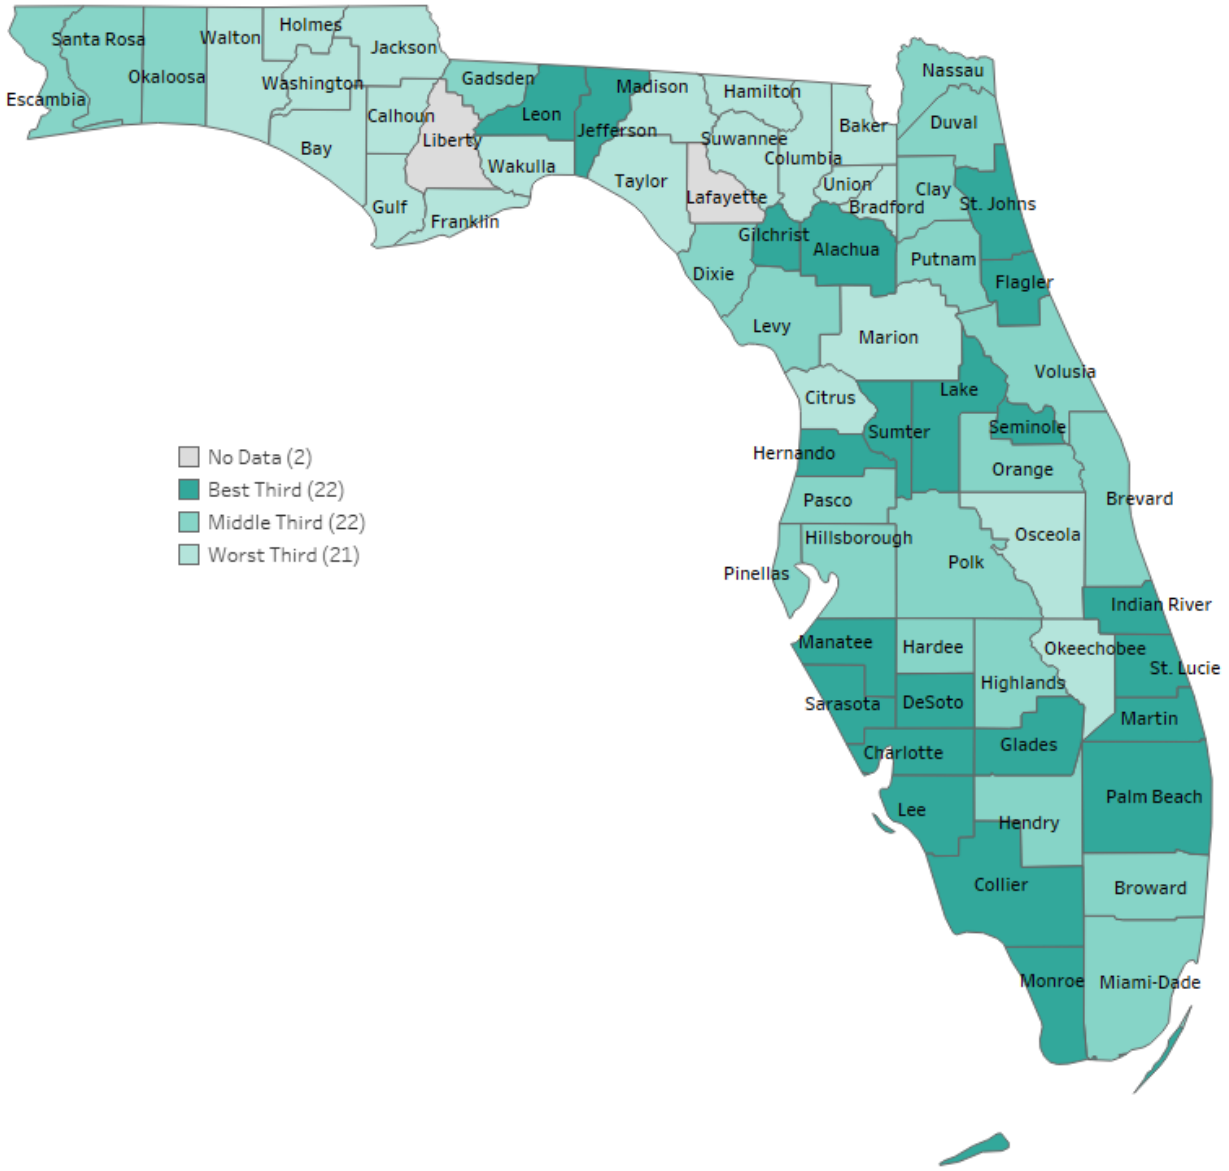 Holmes
Santa Rosa
Walton
Jackson
Okaloosa
Washington
Gadsden
Madison
Hamilton
Nassau
Escambia
Calhoun
Leon
Jefferson
Baker
Duval
Liberty
Suwannee
Bay
Wakulla
Columbia
Taylor
Lafayette
Union
Clay
Gulf
Franklin
Bradford
St. Johns
Gilchrist
Alachua
Dixie
Putnam
Flagler
Levy
Marion
Volusia
Citrus
Lake
Sumter
Seminole
Hernando
No Data (2)
Orange
Best Third (22)
Pasco
Brevard
Middle Third (22)
Hillsborough
Osceola
Worst Third (21)
Polk
Pinellas
Indian River
Manatee
Hardee
Okeechobee
St. Lucie
Highlands
Sarasota
DeSoto
Martin
Charlotte
Glades
Palm Beach
Lee
Hendry
Collier
Broward
Monroe
Miami-Dade